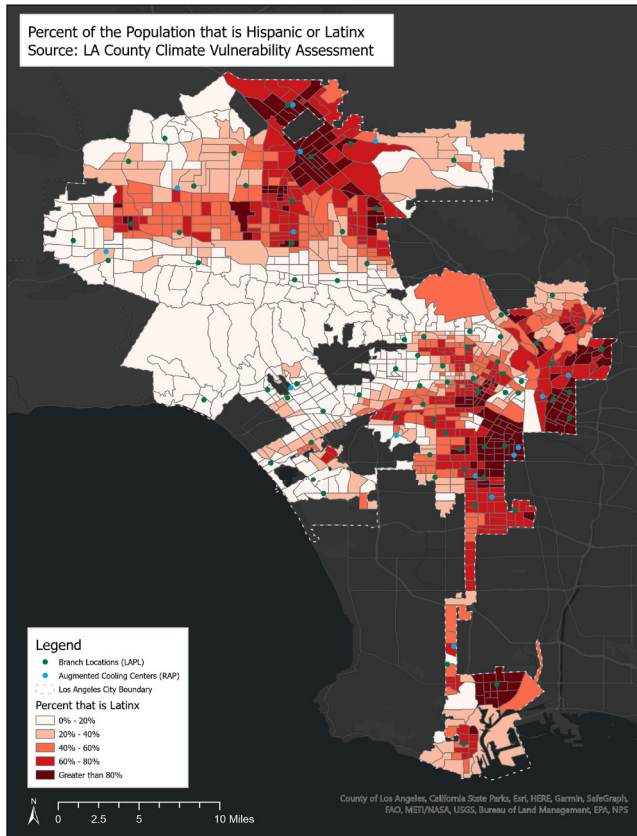 Percent of the Population that is Hispanic or Latinx
Source: LA County Climate Vulnerability Assessment
Legend
Branch Locations (LAPL)
Augmented Cooling Centers (RAP)
Los Angeles City Boundary
Percent that is Latinx
0% - 20%
20% - 40%
40% - 60%
60% - 80%
Greater than 80%
N
0 2.5 5 10 Miles
County of Los Angeles, California State Parks, Esri, HERE, Garmin, SafeGraph,
FAO, METI/NASA, USGS, Bureau of Land Management, EPA, NPS